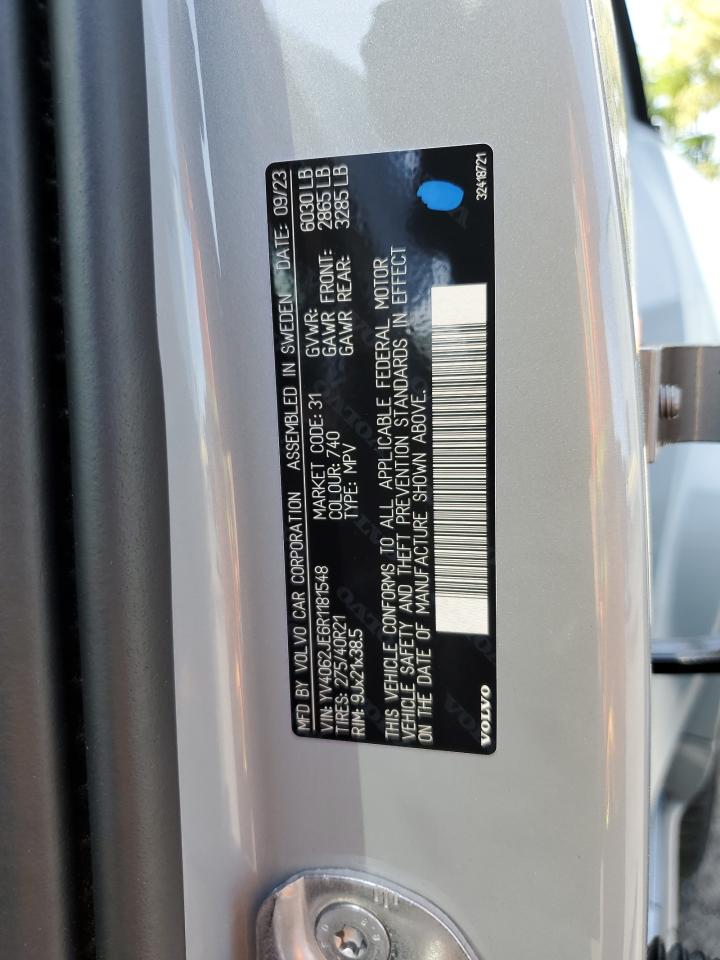 MFD BY VOLVO CAR CORPORATION ASSEMBLED IN SWEDEN DATE: 09/23
VIN: YV4062JE6R1181548
TIRES: 275/40R21
RIM: 9Jx21x38.5
MARKET CODE: 31
COLOUR: 740
TYPE: MPV
GVWR: 6030 LB
GAWR FRONT: 2865 LB
GAWR REAR: 3285 LB
THIS VEHICLE CONFORMS TO ALL APPLICABLE FEDERAL MOTOR
VEHICLE SAFETY AND THEFT PREVENTION STANDARDS IN EFFECT
ON THE DATE OF MANUFACTURE SHOWN ABOVE.
VOLVO
32418721